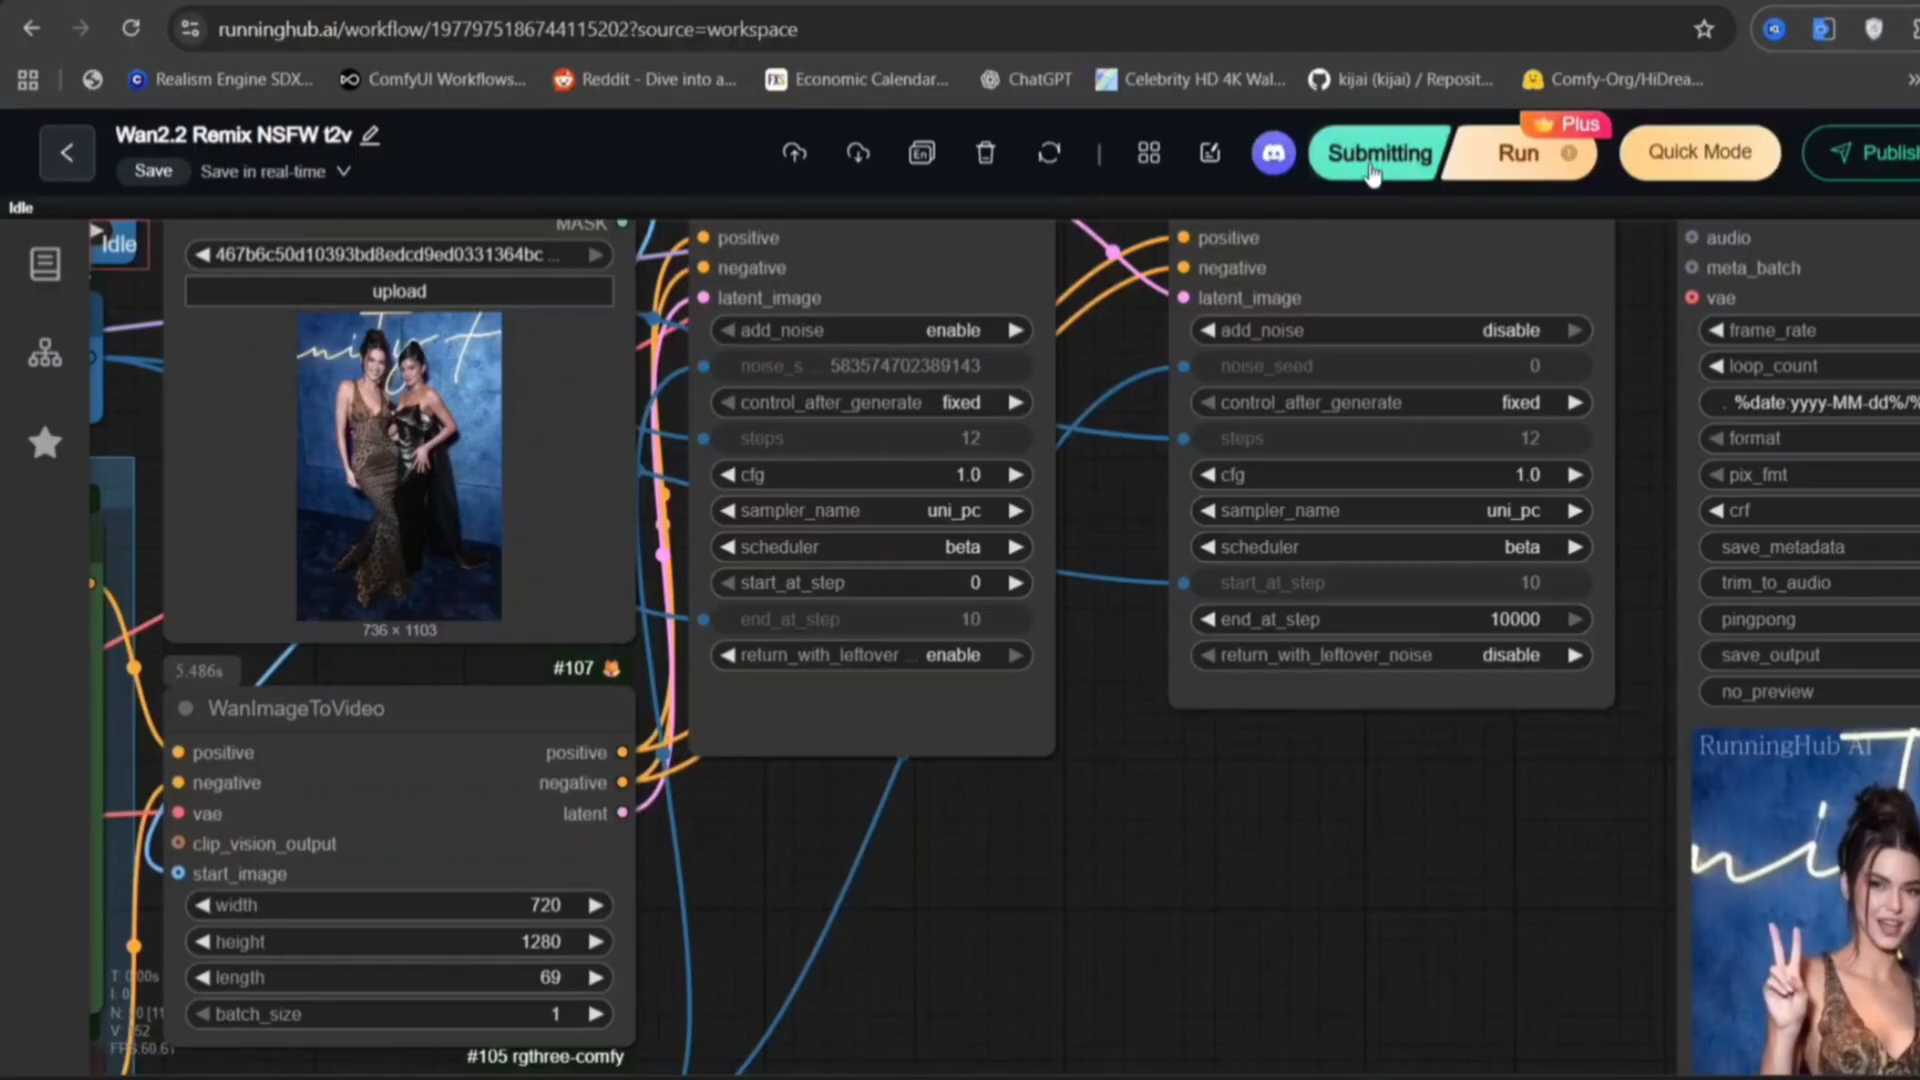 runninghub.ai/workflow/1977975186744115202?source=workspace
Realism Engine SDX...
ComfyUI Workflows...
Reddit - Dive into a...
FXS
Economic Calendar...
ChatGPT
Celebrity HD 4K Wal...
kijai (kijai) / Reposit...
Comfy-Org/HiDrea...
»
Wan2.2 Remix NSFW t2v
Save
Save in real-time
En
Submitting
Run
Plus
Quick Mode
Publish
Idle
Idle
MASK
467b6c50d10393bd8edcd9ed0331364bc ...
upload
736 × 1103
5.486s
#107
WanImageToVideo
positive
negative
vae
clip_vision_output
start_image
positive
negative
latent
width 720
height 1280
length 69
batch_size 1
#105 rgthree-comfy
positive
negative
latent_image
add_noise enable
noise_s ... 583574702389143
control_after_generate fixed
steps 12
cfg 1.0
sampler_name uni_pc
scheduler beta
start_at_step 0
end_at_step 10
return_with_leftover ... enable
positive
negative
latent_image
add_noise disable
noise_seed 0
control_after_generate fixed
steps 12
cfg 1.0
sampler_name uni_pc
scheduler beta
start_at_step 10
end_at_step 10000
return_with_leftover_noise disable
audio
meta_batch
vae
frame_rate
loop_count
. %date:yyyy-MM-dd%/%
format
pix_fmt
crf
save_metadata
trim_to_audio
pingpong
save_output
no_preview
RunningHub AI